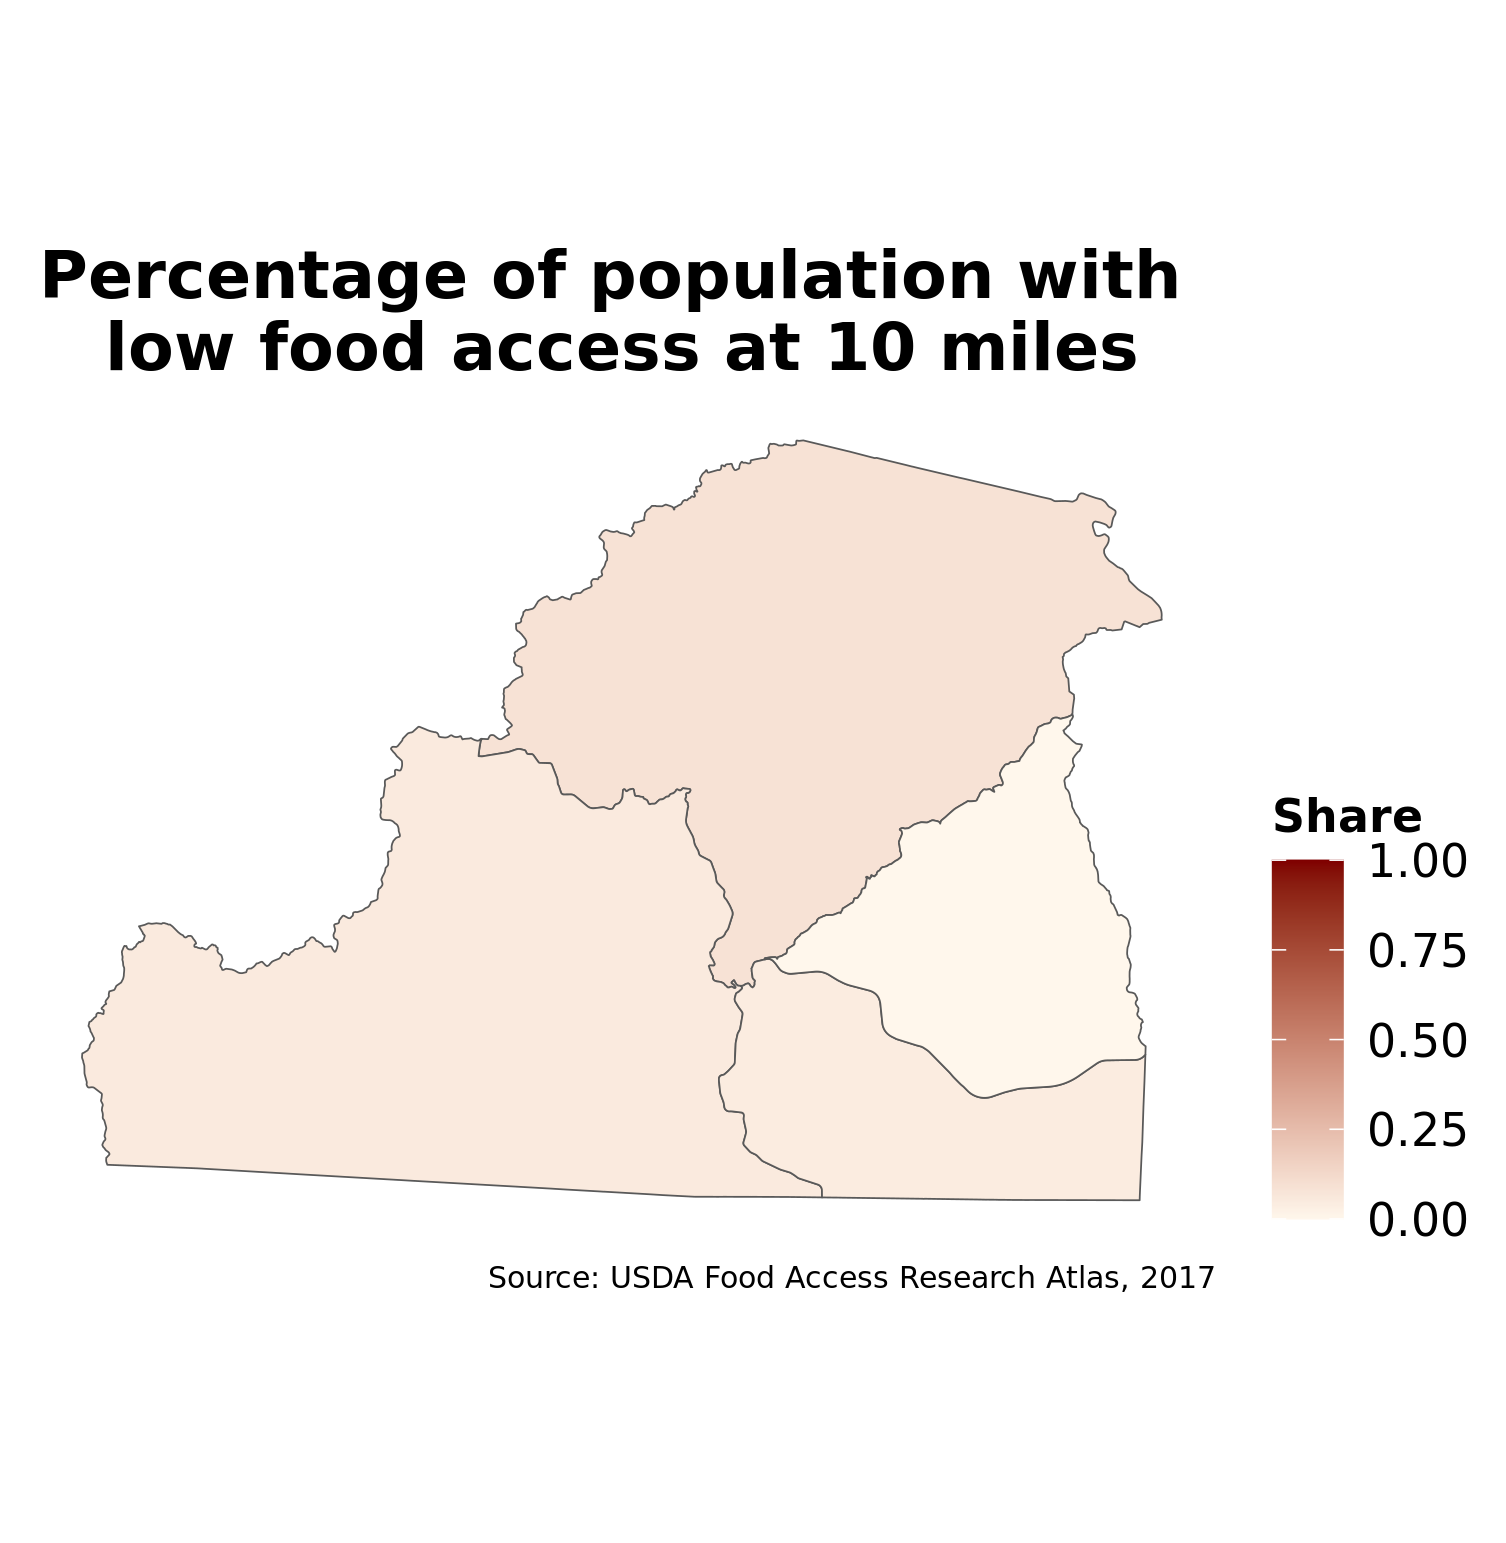 Percentage of population with
low food access at 10 miles
Share
1.00
0.75
0.50
0.25
0.00
Source: USDA Food Access Research Atlas, 2017